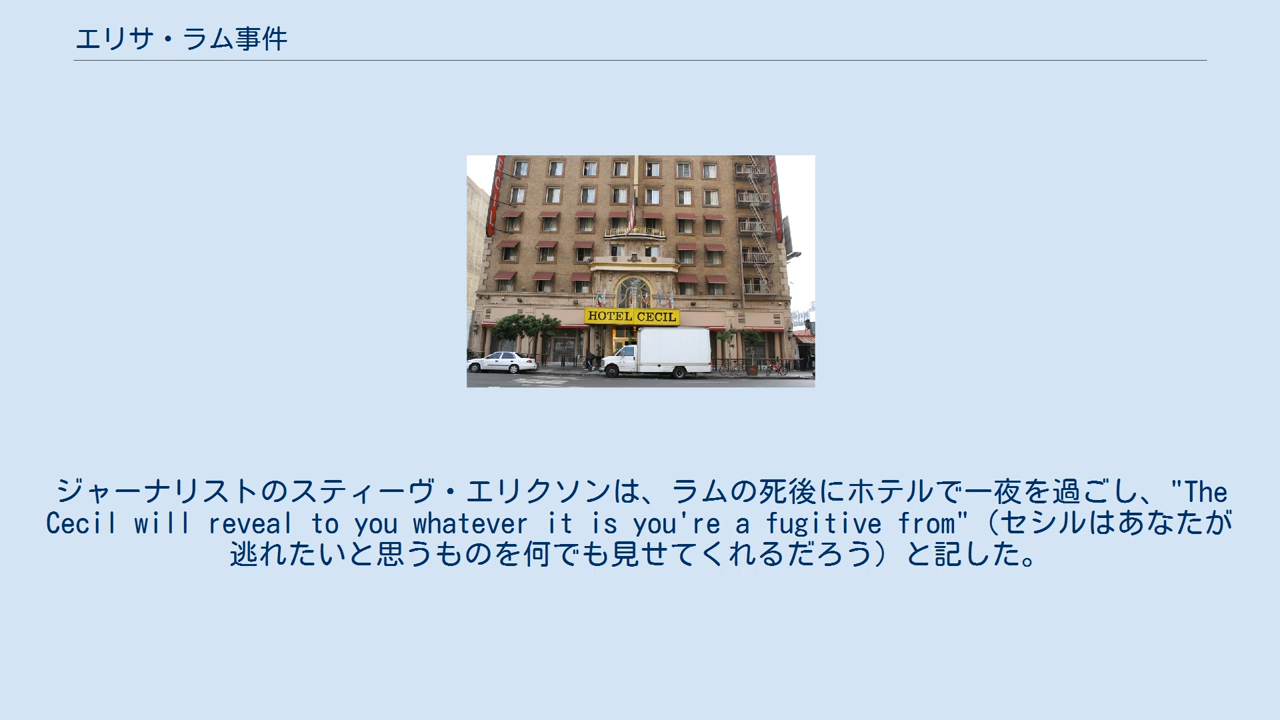 エリサ・ラム事件
HOTEL CECIL
ジャーナリストのスティーヴ・エリクソンは、ラムの死後にホテルで一夜を過ごし、"The
Cecil will reveal to you whatever it is you're a fugitive from"（セシルはあなたが
逃れたいと思うものを何でも見せてくれるだろう）と記した。